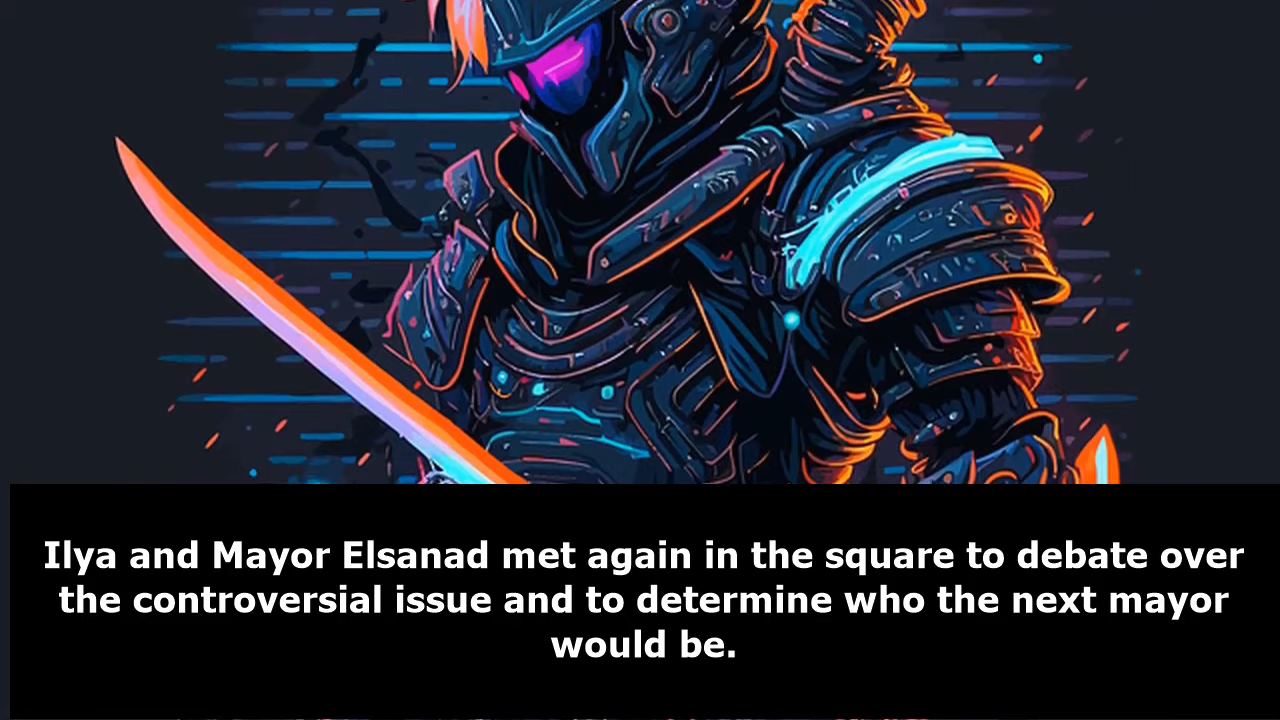 Ilya and Mayor Elsanad met again in the square to debate over
the controversial issue and to determine who the next mayor
would be.